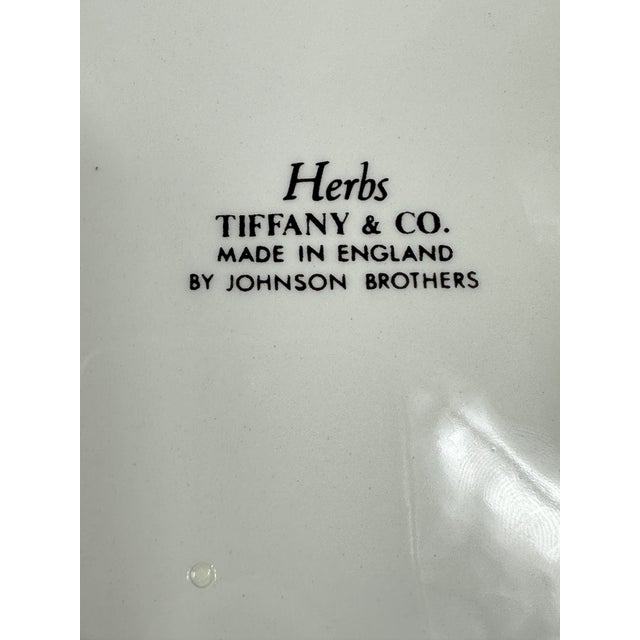 Herbs
TIFFANY & CO.
MADE IN ENGLAND
BY JOHNSON BROTHERS